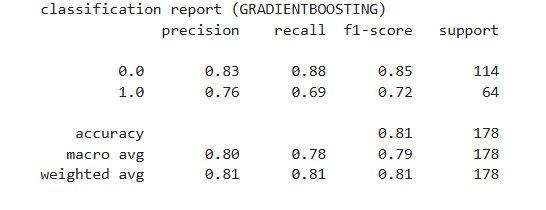 classification report (GRADIENTBOOSTING)
precision recall f1-score support
0.0 0.83 0.88 0.85 114
1.0 0.76 0.69 0.72 64
accuracy 0.81 178
macro avg 0.80 0.78 0.79 178
weighted avg 0.81 0.81 0.81 178